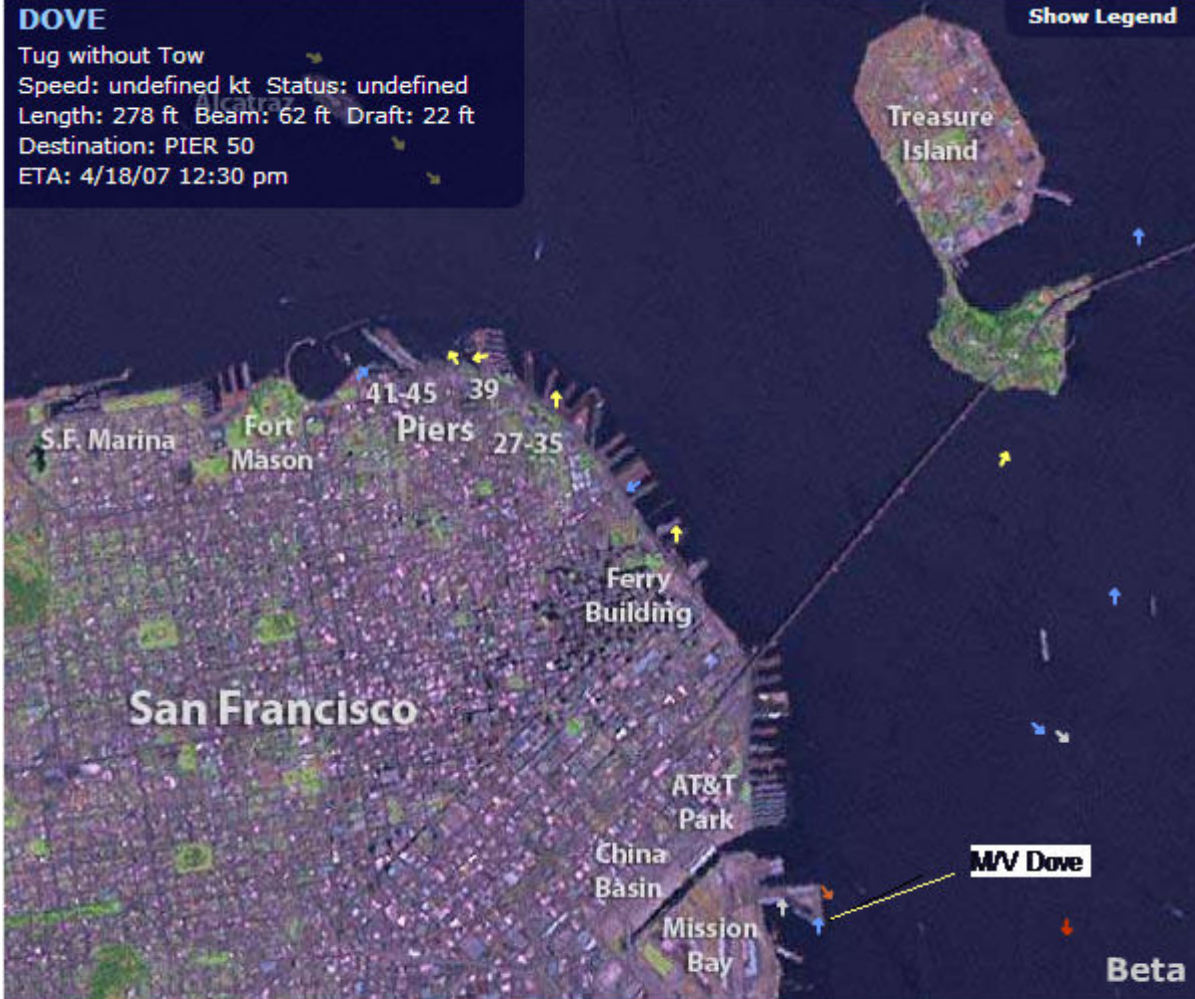 DOVE
Tug without Tow
Speed: undefined kt Status: undefined
Alcatraz
Length: 278 ft Beam: 62 ft Draft: 22 ft
Destination: PIER 50
ETA: 4/18/07 12:30 pm
Show Legend
Treasure
Island
41-45
39
Piers
27-35
S.F. Marina
Fort
Mason
Ferry
Building
San Francisco
AT&T
Park
China
Basin
M/V Dove
Mission
Bay
Beta